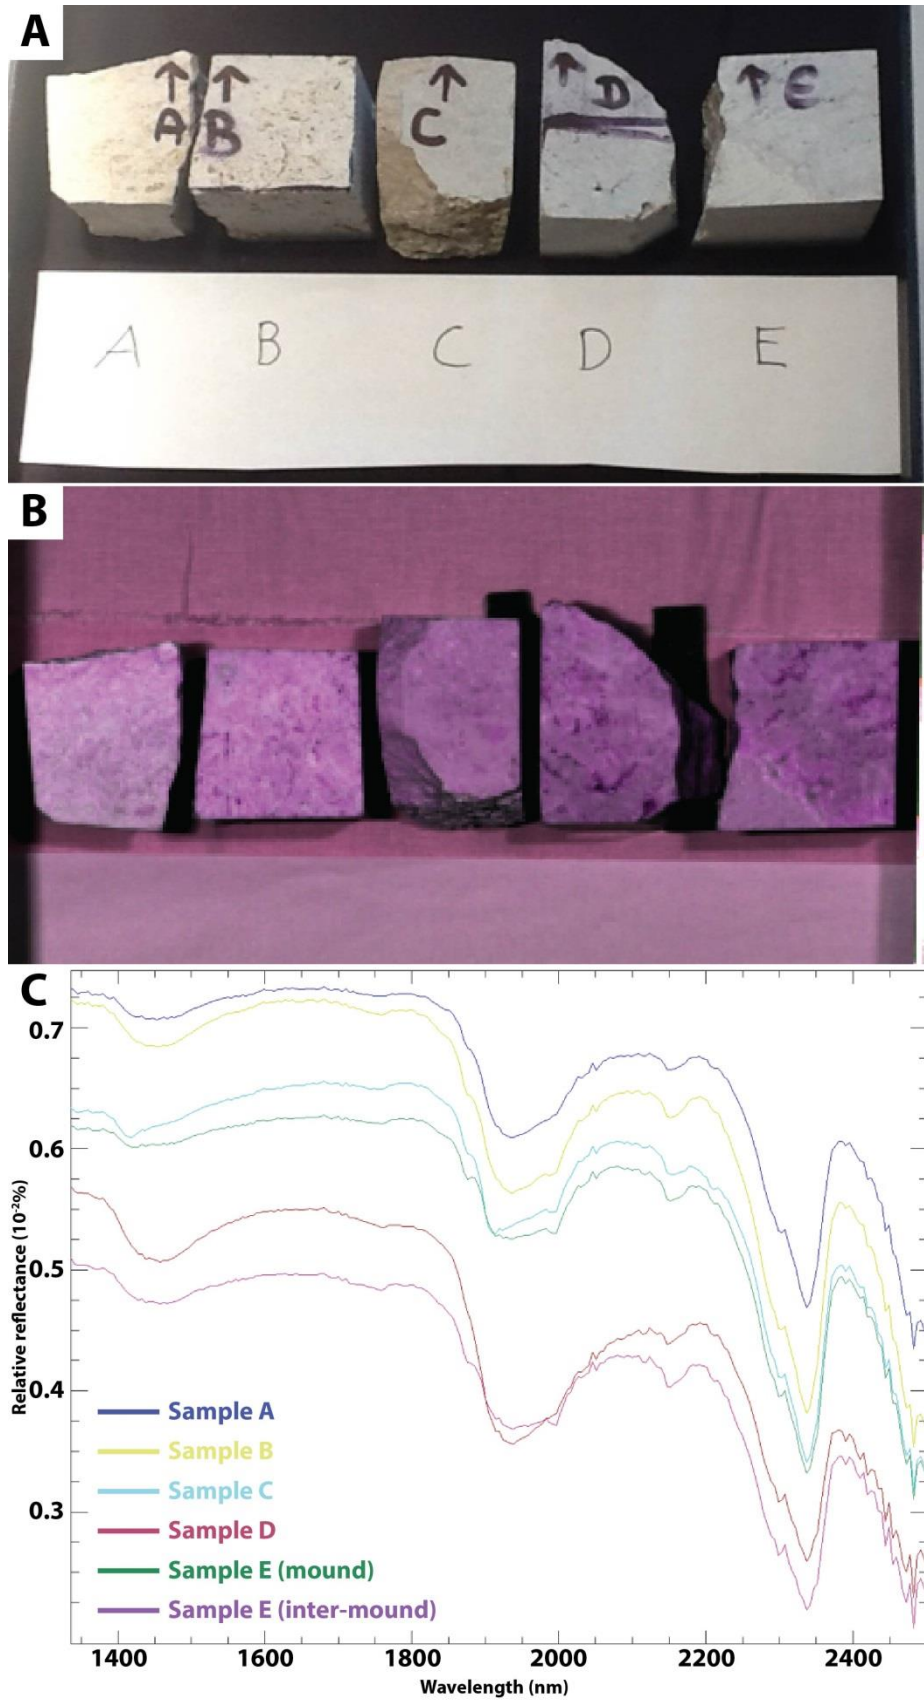 A
A B C D E
A B C D E
B
C
0.7
0.6
0.5
0.4
0.3
Relative reflectance (10⁻²%)
Sample A
Sample B
Sample C
Sample D
Sample E (mound)
Sample E (inter-mound)
1400 1600 1800 2000 2200 2400
Wavelength (nm)